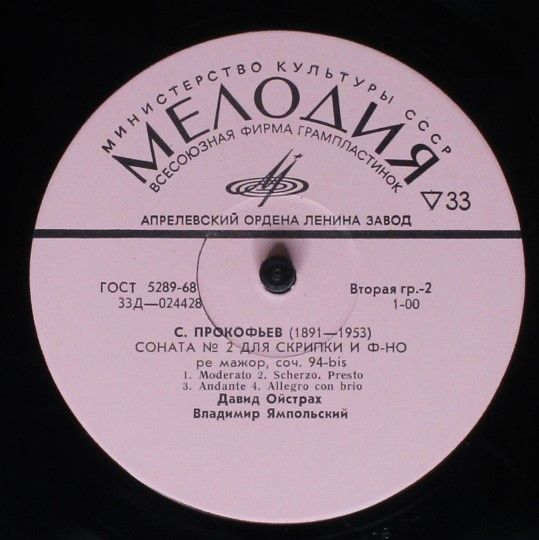 МИНИСТЕРСТВО КУЛЬТУРЫ СССР
МЕЛОДИЯ
ВСЕСОЮЗНАЯ ФИРМА ГРАМПЛАСТИНОК
33
АПРЕЛЕВСКИЙ ОРДЕНА ЛЕНИНА ЗАВОД
ГОСТ 5289-68 Вторая гр.-2
33Д—024428 1-00
С. ПРОКОФЬЕВ (1891—1953)
СОНАТА № 2 ДЛЯ СКРИПКИ И Ф-НО
ре мажор, соч. 94-bis
1. Moderato 2. Scherzo. Presto
3. Andante 4. Allegro con brio
Давид Ойстрах
Владимир Ямпольский